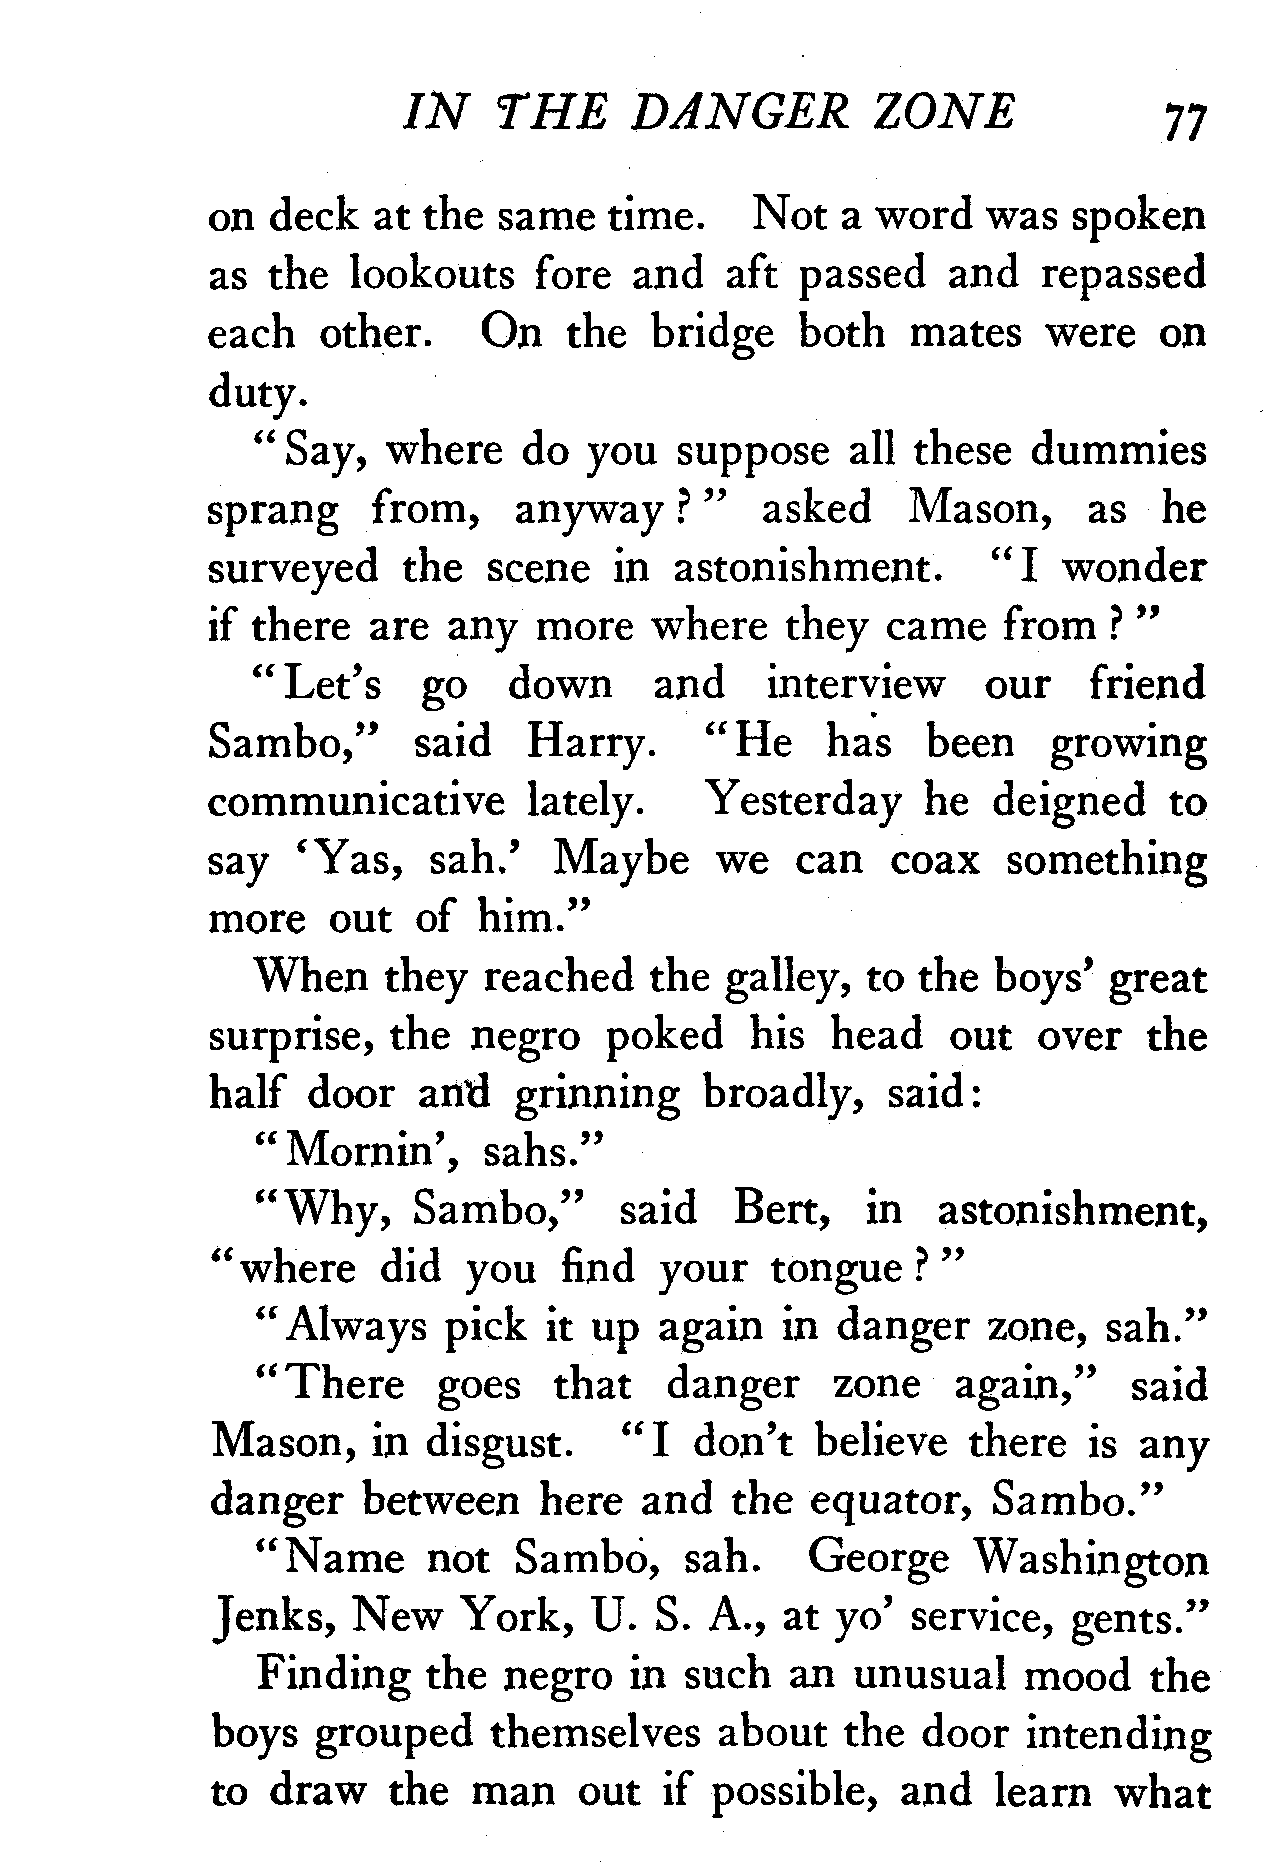 IN THE DANGER ZONE 77
on deck at the same time. Not a word was spoken
as the lookouts fore and aft passed and repassed
each other. On the bridge both mates were on
duty.
"Say, where do you suppose all these dummies
sprang from, anyway?" asked Mason, as he
surveyed the scene in astonishment. "I wonder
if there are any more where they came from?"
"Let's go down and interview our friend
Sambo," said Harry. "He has been growing
communicative lately. Yesterday he deigned to
say 'Yas, sah.' Maybe we can coax something
more out of him."
When they reached the galley, to the boys' great
surprise, the negro poked his head out over the
half door and grinning broadly, said:
"Mornin', sahs."
"Why, Sambo," said Bert, in astonishment,
"where did you find your tongue?"
"Always pick it up again in danger zone, sah."
"There goes that danger zone again," said
Mason, in disgust. "I don't believe there is any
danger between here and the equator, Sambo."
"Name not Sambo, sah. George Washington
Jenks, New York, U. S. A., at yo' service, gents."
Finding the negro in such an unusual mood the
boys grouped themselves about the door intending
to draw the man out if possible, and learn what